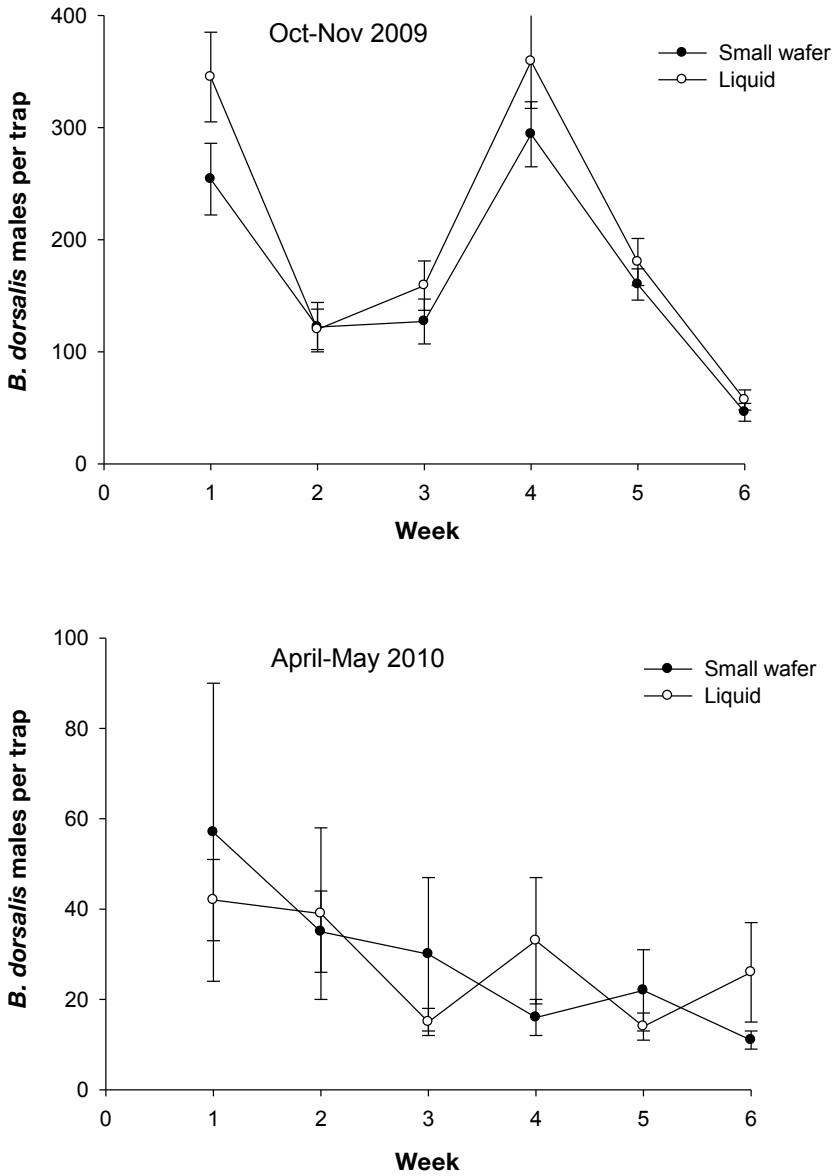 Oct-Nov 2009
Small wafer
Liquid
400
300
200
100
0
B. dorsalis males per trap
0 1 2 3 4 5 6
Week
April-May 2010
Small wafer
Liquid
100
80
60
40
20
0
B. dorsalis males per trap
0 1 2 3 4 5 6
Week